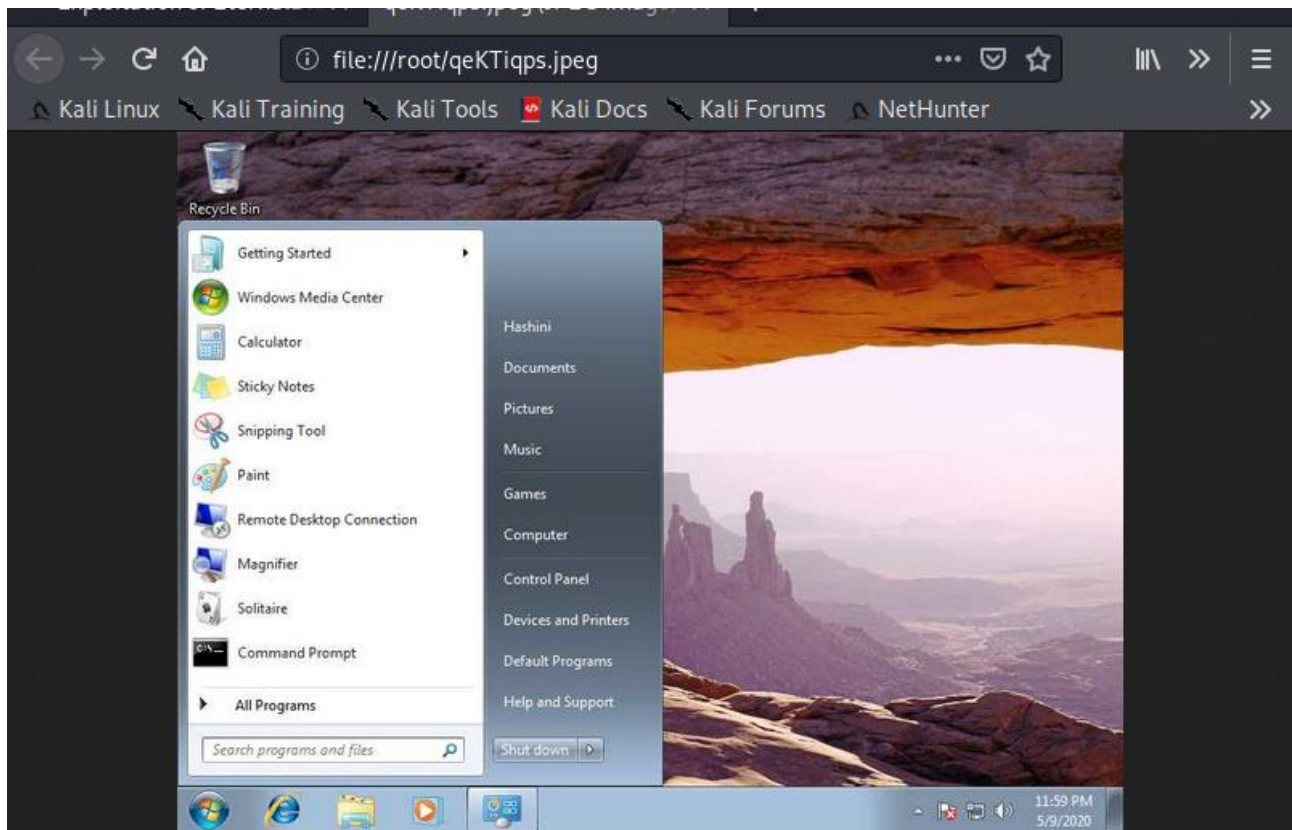 file:///root/qeKTiqps.jpeg
Kali Linux Kali Training Kali Tools Kali Docs Kali Forums NetHunter
Recycle Bin
Getting Started
Windows Media Center
Calculator
Sticky Notes
Snipping Tool
Paint
Remote Desktop Connection
Magnifier
Solitaire
Command Prompt
All Programs
Search programs and files
Hashini
Documents
Pictures
Music
Games
Computer
Control Panel
Devices and Printers
Default Programs
Help and Support
Shut down
11:59 PM
5/9/2020